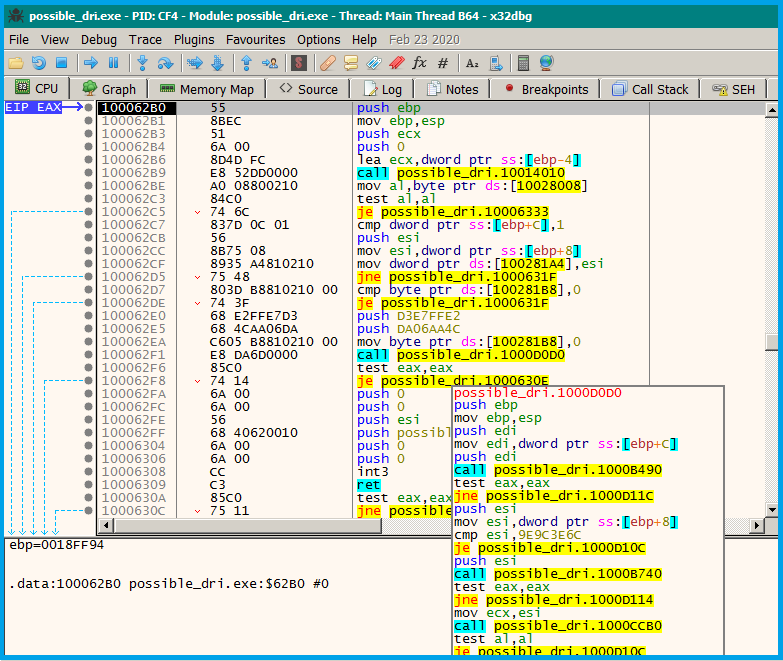 possible_dri.exe - PID: CF4 - Module: possible_dri.exe - Thread: Main Thread B64 - x32dbg
File View Debug Trace Plugins Favourites Options Help Feb 23 2020
CPU Graph Memory Map Source Log Notes Breakpoints Call Stack SEH
EIP EAX 100062B0 55 push ebp
100062B1 8BEC mov ebp,esp
100062B3 51 push ecx
100062B4 6A 00 push 0
100062B6 8D4D FC lea ecx,dword ptr ss:[ebp-4]
100062B9 E8 52DD0000 call possible_dri.10014010
100062BE A0 08800210 mov al,byte ptr ds:[10028008]
100062C3 84C0 test al,al
100062C5 74 6C je possible_dri.10006333
100062C7 837D 0C 01 cmp dword ptr ss:[ebp+C],1
100062CB 56 push esi
100062CC 8B75 08 mov esi,dword ptr ss:[ebp+8]
100062CF 8935 A4810210 mov dword ptr ds:[100281A4],esi
100062D5 75 48 jne possible_dri.1000631F
100062D7 803D B8810210 00 cmp byte ptr ds:[100281B8],0
100062DE 74 3F je possible_dri.1000631F
100062E0 68 E2FFE7D3 push D3E7FFE2
100062E5 68 4CAA06DA push DA06AA4C
100062EA C605 B8810210 00 mov byte ptr ds:[100281B8],0
100062F1 E8 DA6D0000 call possible_dri.1000D0D0
100062F6 85C0 test eax,eax
100062F8 74 14 je possible_dri.1000630E
100062FA 6A 00 push 0
100062FC 6A 00 push 0
100062FE 56 push esi
100062FF 68 40620010 push possibl
10006304 6A 00 push 0
10006306 6A 00 push 0
10006308 CC int3
10006309 C3 ret
1000630A 85C0 test eax,eax
1000630C 75 11 jne possible
possible_dri.1000D0D0
push ebp
mov ebp,esp
push edi
mov edi,dword ptr ss:[ebp+C]
push edi
call possible_dri.1000B490
test eax,eax
jne possible_dri.1000D11C
push esi
mov esi,dword ptr ss:[ebp+8]
cmp esi,9E9C3E6C
je possible_dri.1000D10C
push esi
call possible_dri.1000B740
test eax,eax
jne possible_dri.1000D114
mov ecx,esi
call possible_dri.1000CCB0
test al,al
je possible_dri.1000D10C
ebp=0018FF94
.data:100062B0 possible_dri.exe:$62B0 #0